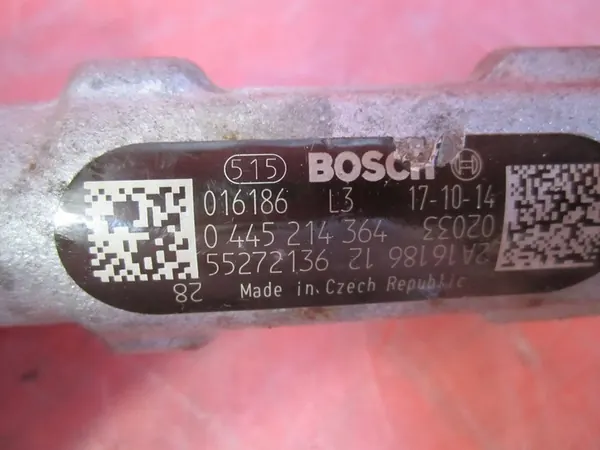 515 BOSCH
016186 L3 17-10-14
0 445 214 364 02033
55272136 12 2A16186
28 Made in Czech Republic